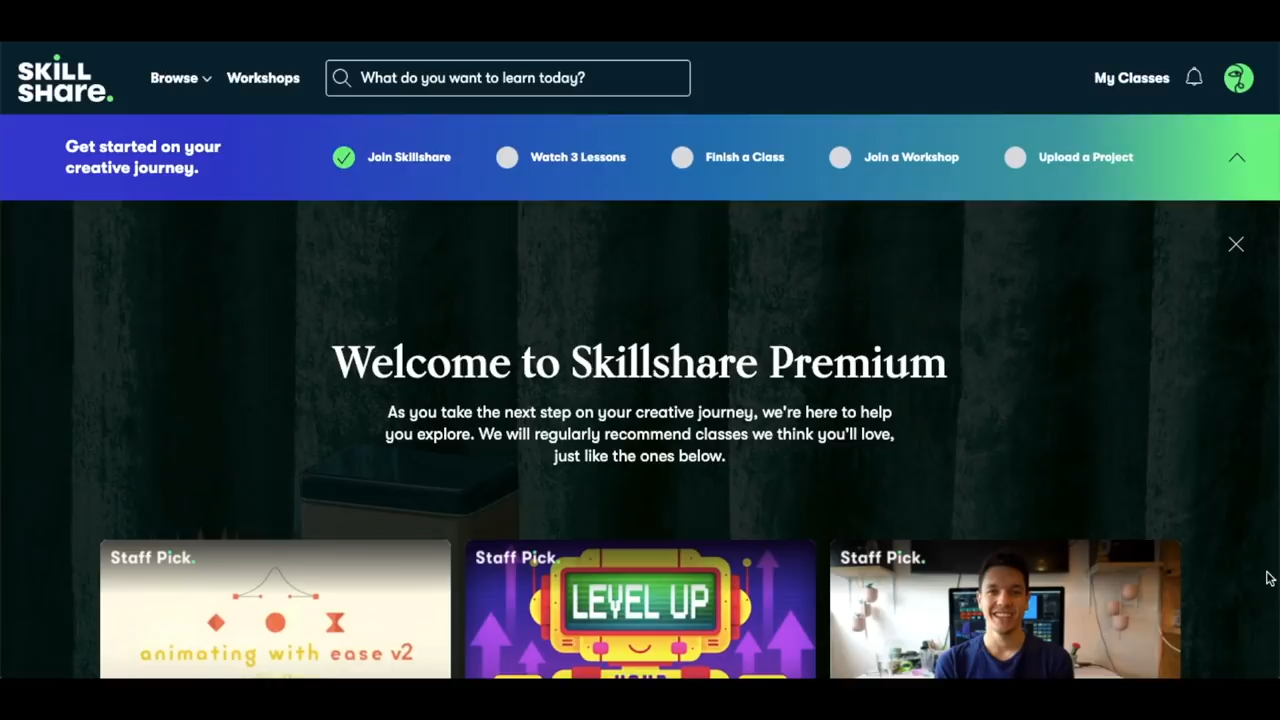 SKILL
SHare.
Browse
Workshops
What do you want to learn today?
My Classes
Get started on your
creative journey.
Join Skillshare
Watch 3 Lessons
Finish a Class
Join a Workshop
Upload a Project
Welcome to Skillshare Premium
As you take the next step on your creative journey, we're here to help
you explore. We will regularly recommend classes we think you'll love,
just like the ones below.
Staff Pick.
animating with ease v2
Staff Pick.
LEVEL UP
YOUR
Staff Pick.